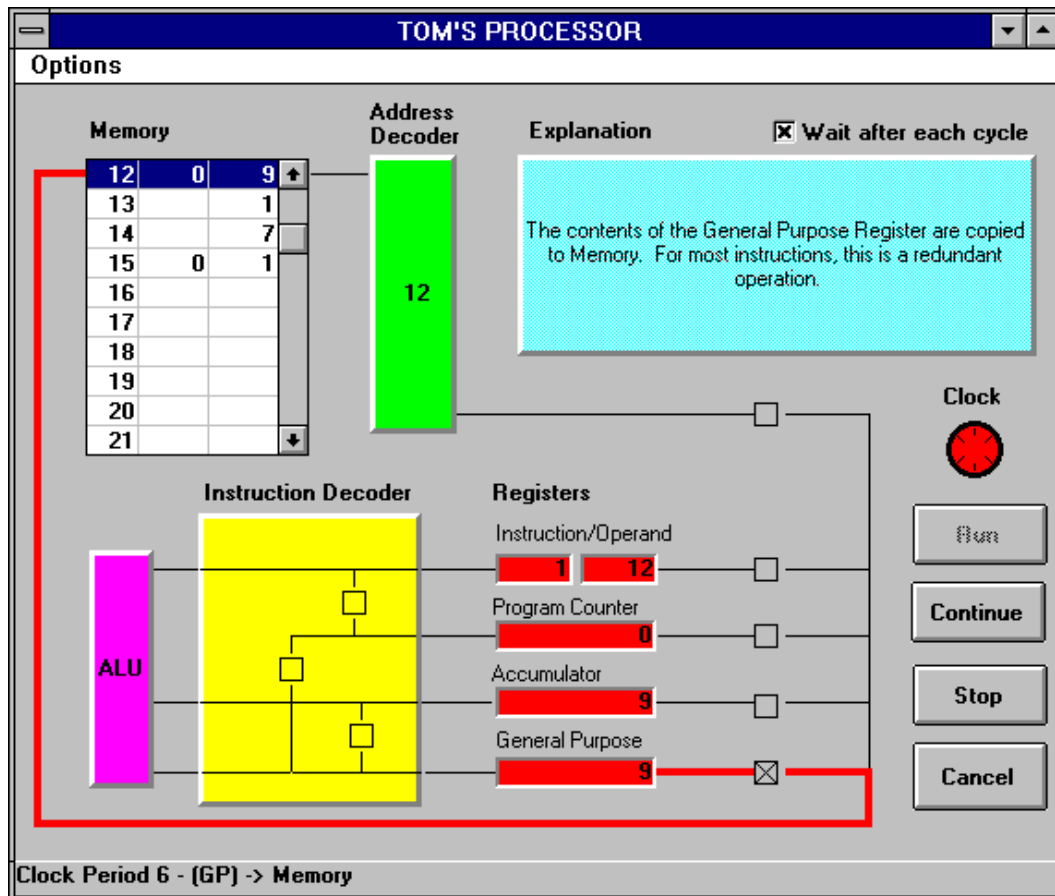 TOM'S PROCESSOR
Options
Memory
Address
Decoder
Explanation
Wait after each cycle
12 0 9
13 1
14 7
15 0 1
16
17
18
19
20
21
12
The contents of the General Purpose Register are copied
to Memory. For most instructions, this is a redundant
operation.
Clock
Instruction Decoder
Registers
Instruction/Operand
1 12
Run
Program Counter
0
Continue
ALU
Accumulator
9
Stop
General Purpose
9
Cancel
Clock Period 6 - (GP) -> Memory